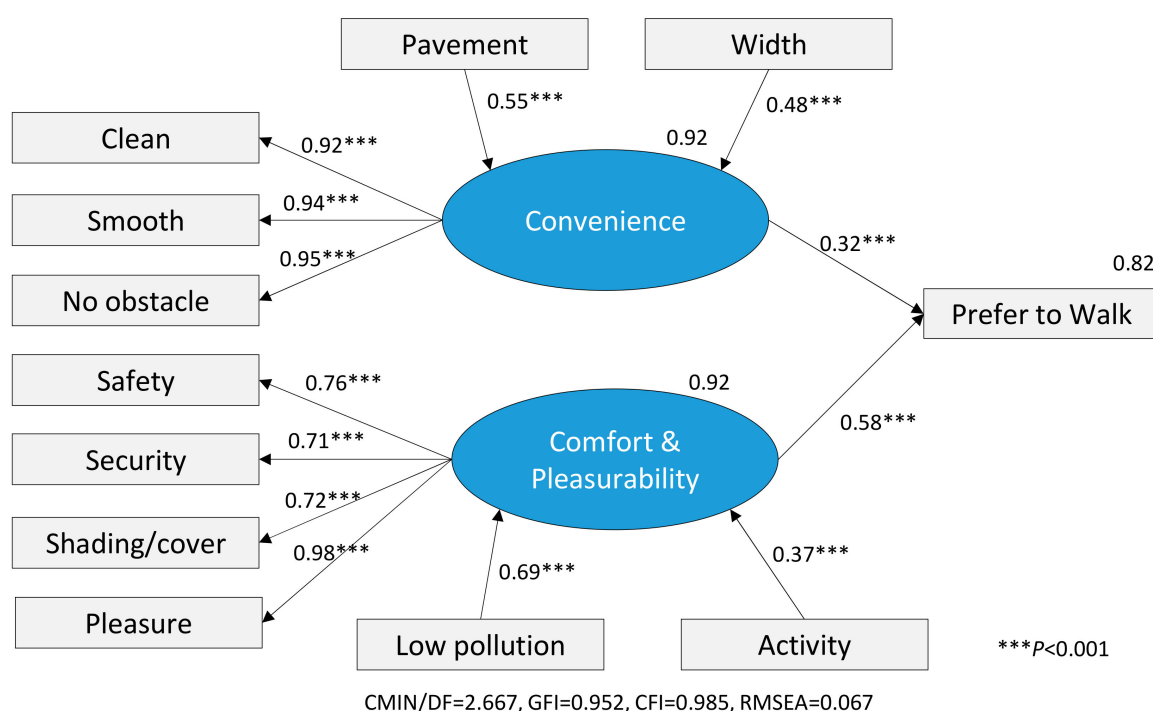 Pavement
Width
0.55***
0.48***
Clean
0.92***
0.92
Smooth
0.94***
Convenience
0.32***
No obstacle
0.95***
0.82
Prefer to Walk
Safety
0.76***
0.92
Security
0.71***
Comfort &
Pleasurability
0.58***
Shading/cover
0.72***
0.98***
0.69***
0.37***
Pleasure
Low pollution
Activity
***P<0.001
CMIN/DF=2.667, GFI=0.952, CFI=0.985, RMSEA=0.067